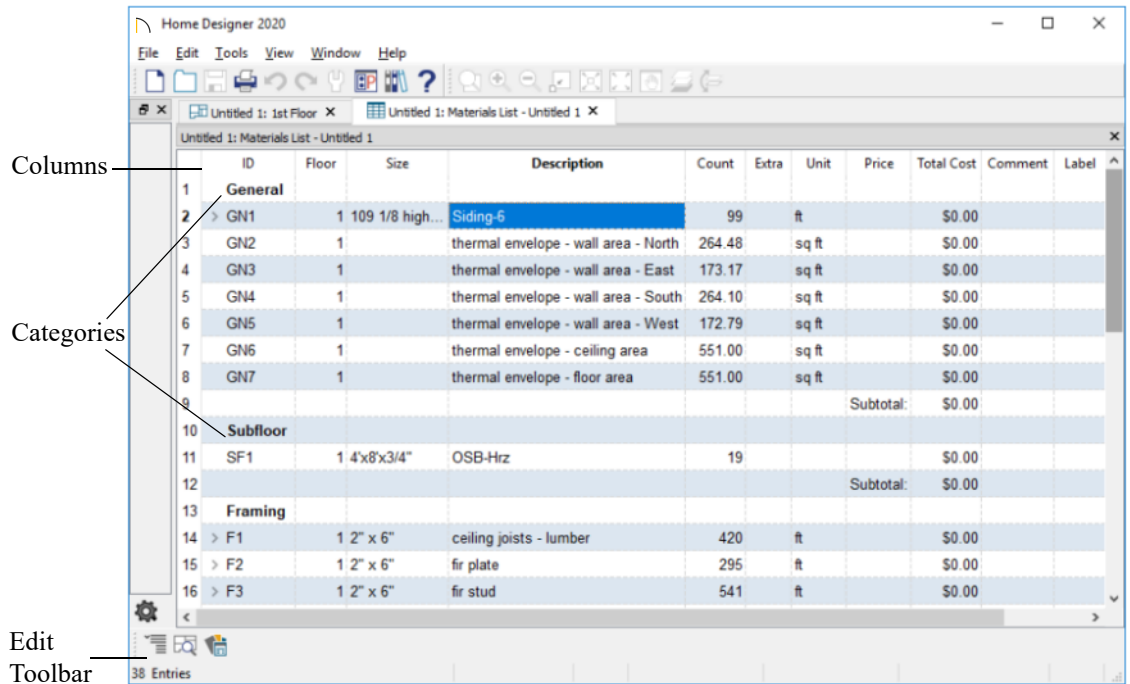 Home Designer 2020
File Edit Tools View Window Help
Untitled 1: 1st Floor Untitled 1: Materials List - Untitled 1
Untitled 1: Materials List - Untitled 1
Columns
ID Floor Size Description Count Extra Unit Price Total Cost Comment Label
1 General
2 > GN1 1 109 1/8 high... Siding-6 99 ft $0.00
3 GN2 1 thermal envelope - wall area - North 264.48 sq ft $0.00
4 GN3 1 thermal envelope - wall area - East 173.17 sq ft $0.00
5 GN4 1 thermal envelope - wall area - South 264.10 sq ft $0.00
Categories
6 GN5 1 thermal envelope - wall area - West 172.79 sq ft $0.00
7 GN6 1 thermal envelope - ceiling area 551.00 sq ft $0.00
8 GN7 1 thermal envelope - floor area 551.00 sq ft $0.00
9 Subtotal: $0.00
10 Subfloor
11 SF1 1 4'x8'x3/4" OSB-Hrz 19 $0.00
12 Subtotal: $0.00
13 Framing
14 > F1 1 2" x 6" ceiling joists - lumber 420 ft $0.00
15 > F2 1 2" x 6" fir plate 295 ft $0.00
16 > F3 1 2" x 6" fir stud 541 ft $0.00
Edit
Toolbar
38 Entries